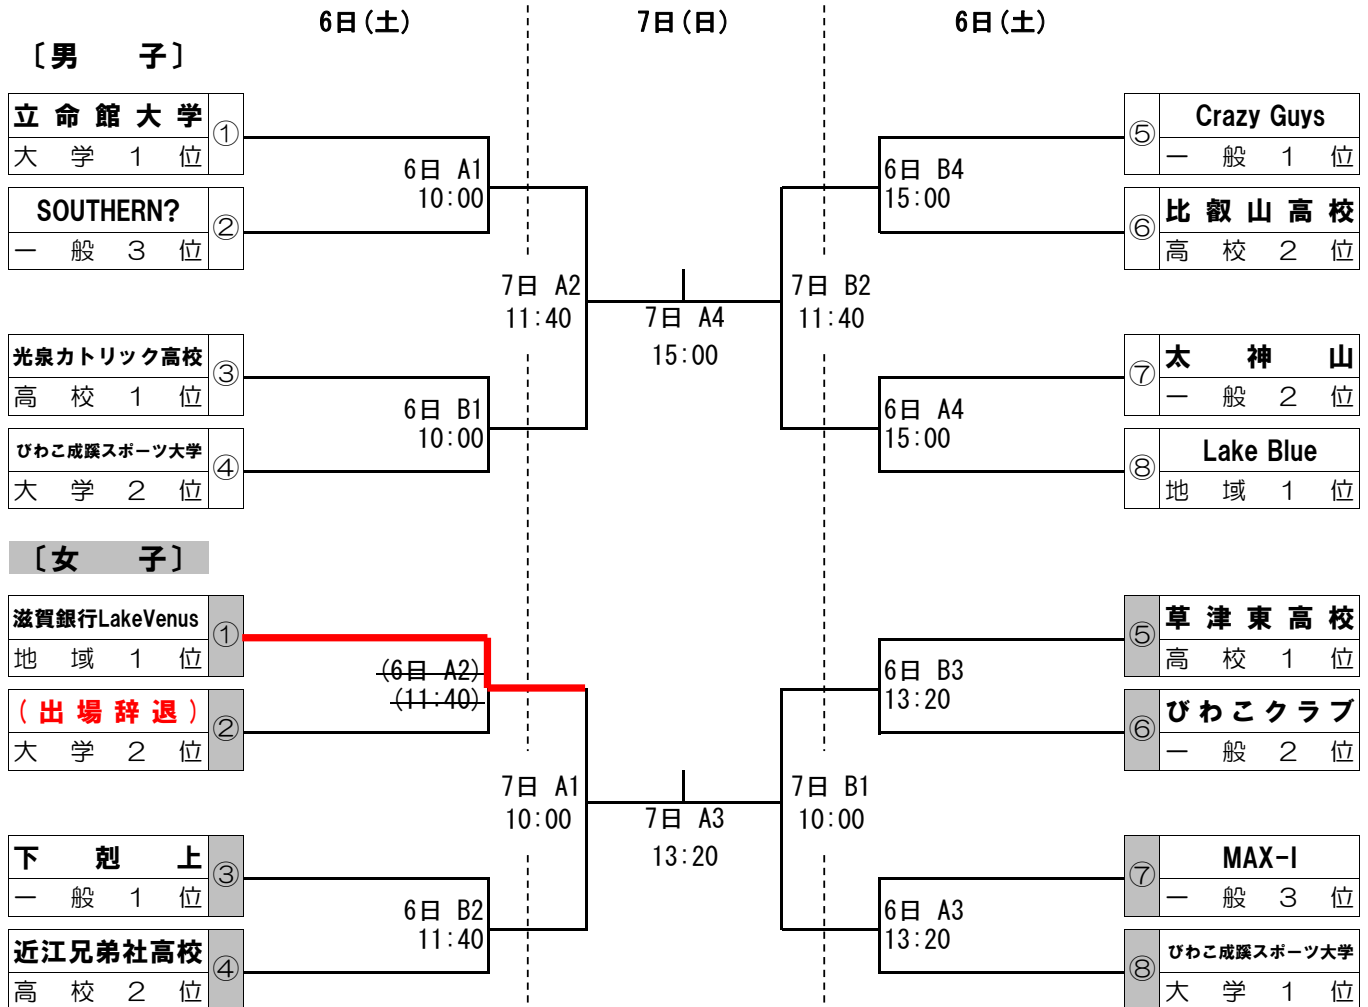 6日(土) 7日(日) 6日(土)
〔男 子〕
立命館大学 ①
大学1位
SOUTHERN? ②
一般3位
6日 A1
10:00
光泉カトリック高校 ③
高校1位
びわこ成蹊スポーツ大学 ④
大学2位
6日 B1
10:00
7日 A2
11:40
7日 A4
15:00
7日 B2
11:40
⑤ Crazy Guys
一般1位
⑥ 比叡山高校
高校2位
6日 B4
15:00
⑦ 太神山
一般2位
⑧ Lake Blue
地域1位
6日 A4
15:00
〔女 子〕
滋賀銀行LakeVenus ①
地域1位
(出場辞退) ②
大学2位
(6日 A2)
(11:40)
下剋上 ③
一般1位
近江兄弟社高校 ④
高校2位
6日 B2
11:40
7日 A1
10:00
7日 A3
13:20
7日 B1
10:00
⑤ 草津東高校
高校1位
⑥ びわこクラブ
一般2位
6日 B3
13:20
⑦ MAX-I
一般3位
⑧ びわこ成蹊スポーツ大学
大学1位
6日 A3
13:20